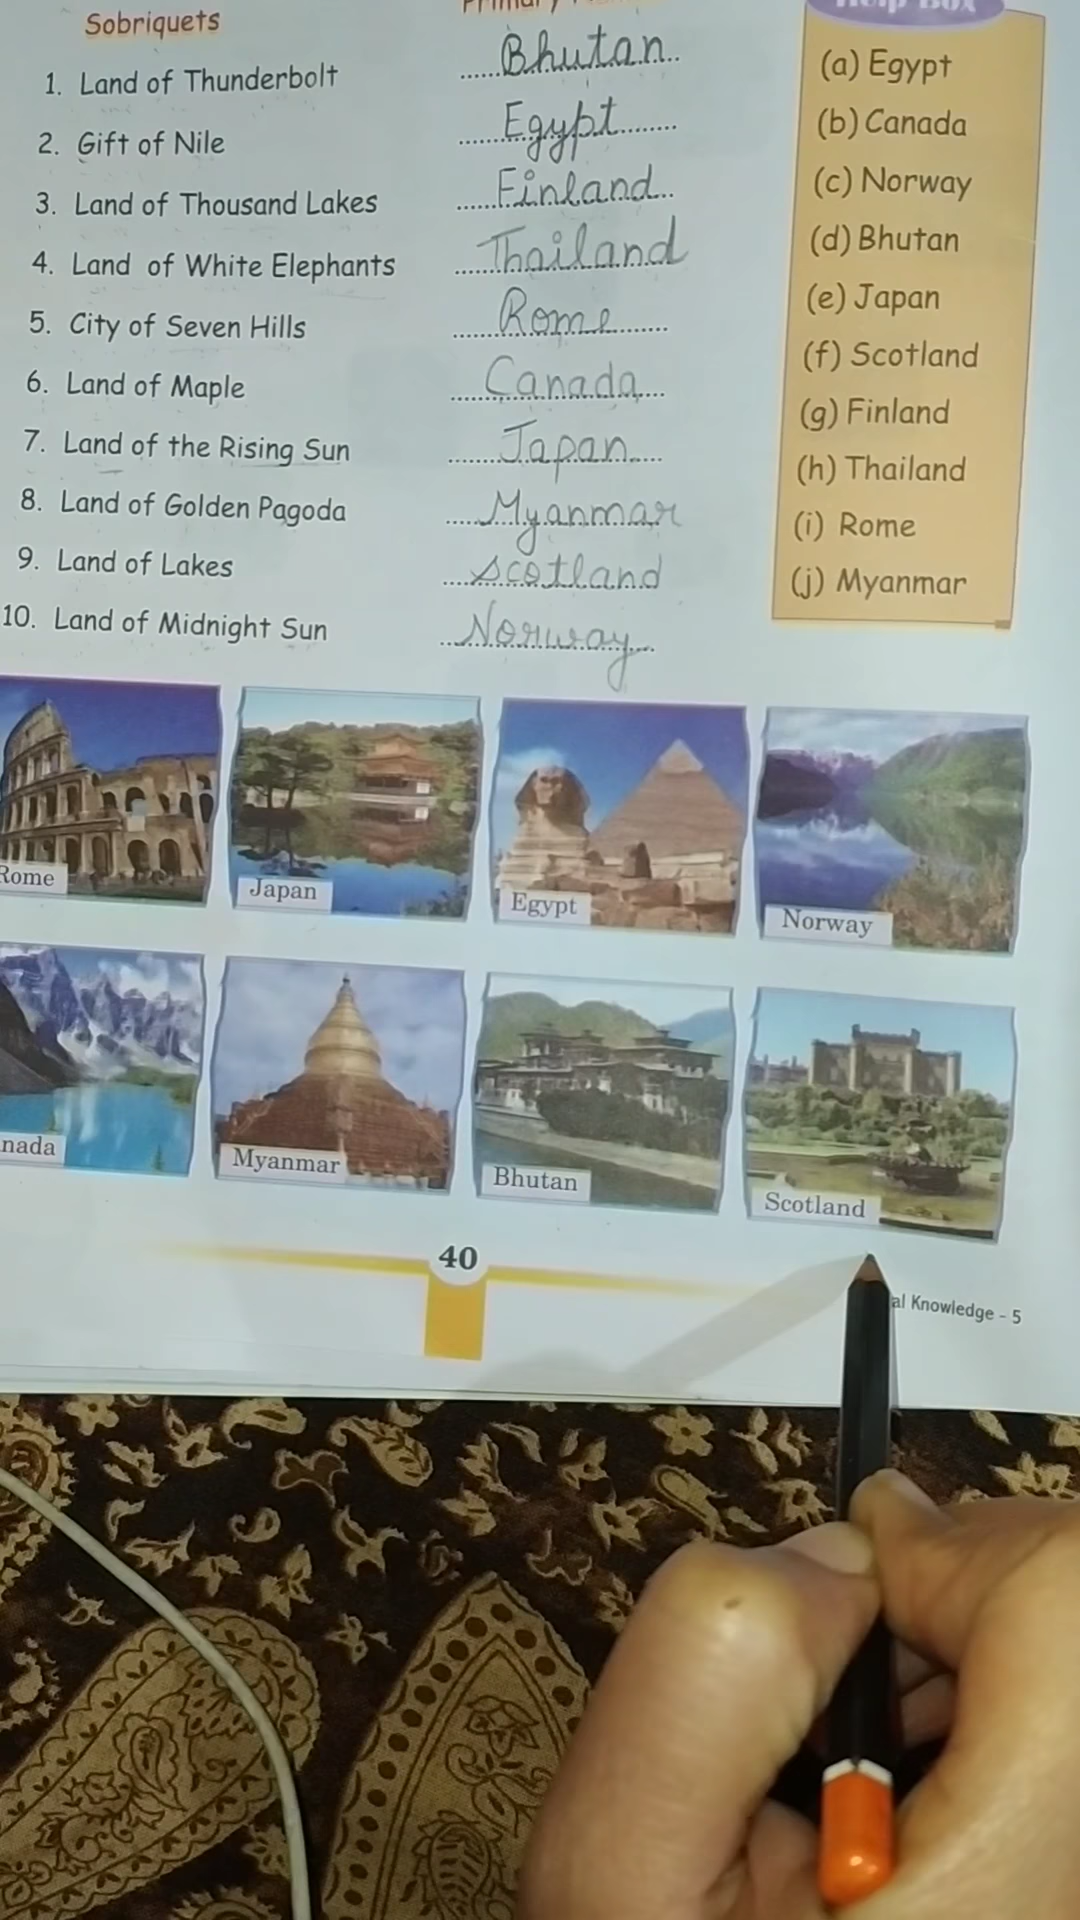 Sobriquets
1. Land of Thunderbolt Bhutan
2. Gift of Nile Egypt
3. Land of Thousand Lakes Finland
4. Land of White Elephants Thailand
5. City of Seven Hills Rome
6. Land of Maple Canada
7. Land of the Rising Sun Japan
8. Land of Golden Pagoda Myanmar
9. Land of Lakes Scotland
10. Land of Midnight Sun Norway
Help Box
(a) Egypt
(b) Canada
(c) Norway
(d) Bhutan
(e) Japan
(f) Scotland
(g) Finland
(h) Thailand
(i) Rome
(j) Myanmar
Rome
Japan
Egypt
Norway
nada
Myanmar
Bhutan
Scotland
40
al Knowledge - 5